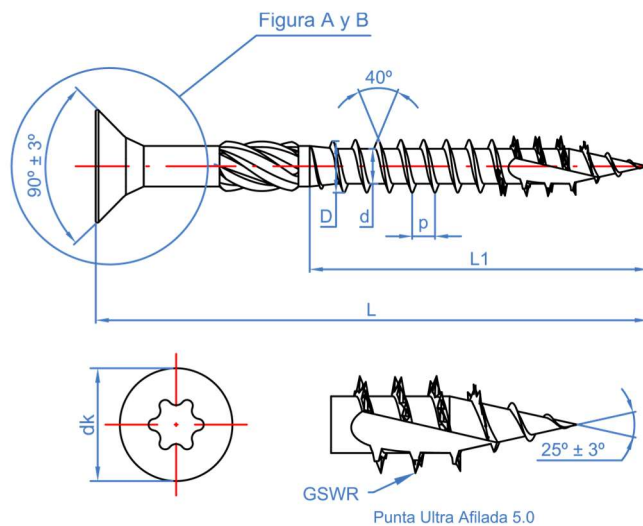 Figura A y B
40º
90º ± 3º
D
d
p
L1
L
dk
25º ± 3º
GSWR
Punta Ultra Afilada 5.0